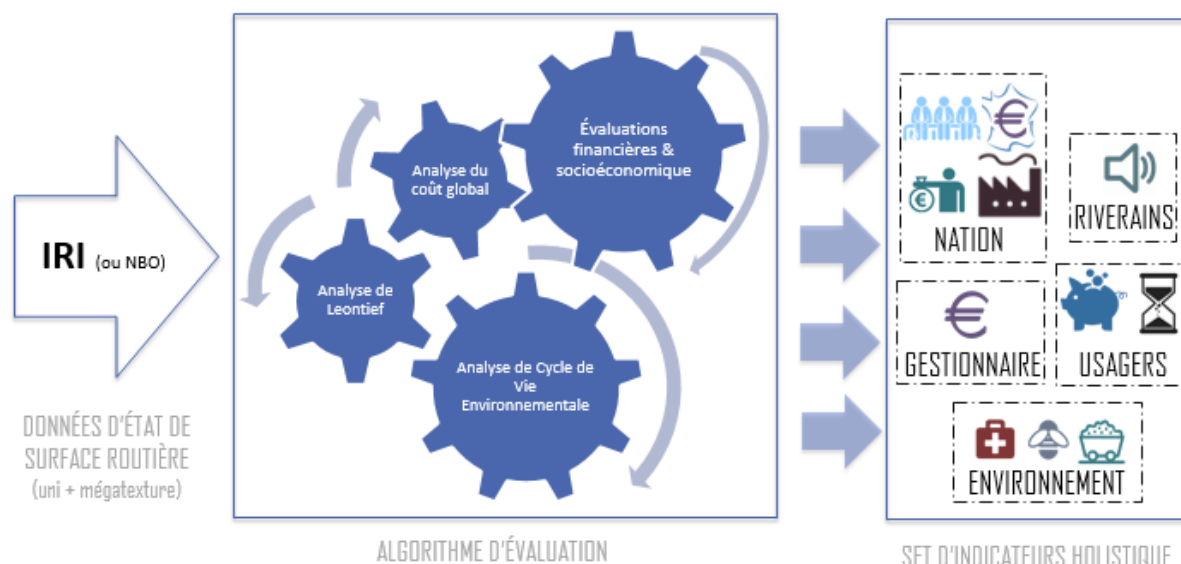 IRI (ou NBO)
DONNÉES D'ÉTAT DE
SURFACE ROUTIÈRE
(uni + mégatexture)
Évaluations
financières &
socioéconomique
Analyse du
coût global
Analyse de
Leontief
Analyse de Cycle de
Vie
Environnementale
ALGORITHME D'ÉVALUATION
€
€
NATION
RIVERAINS
€
GESTIONNAIRE
USAGERS
ENVIRONNEMENT
SET D'INDICATEURS HOLISTIQUE